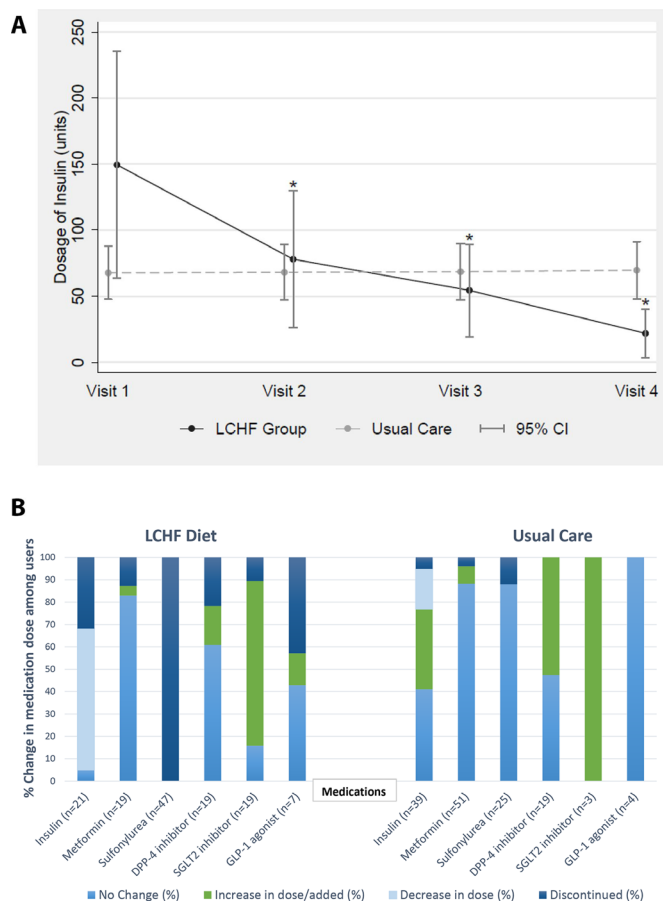 A
Dosage of Insulin (units)
250
200
150
100
50
0
*
*
*
Visit 1
Visit 2
Visit 3
Visit 4
LCHF Group
Usual Care
95% CI
B
LCHF Diet
Usual Care
% Change in medication dose among users
100
90
80
70
60
50
40
30
20
10
0
Insulin (n=21)
Metformin (n=19)
Sulfonylurea (n=47)
DPP-4 inhibitor (n=19)
SGLT2 inhibitor (n=19)
GLP-1 agonist (n=7)
Medications
Insulin (n=39)
Metformin (n=51)
Sulfonylurea (n=25)
DPP-4 inhibitor (n=19)
SGLT2 inhibitor (n=3)
GLP-1 agonist (n=4)
No Change (%)
Increase in dose/added (%)
Decrease in dose (%)
Discontinued (%)